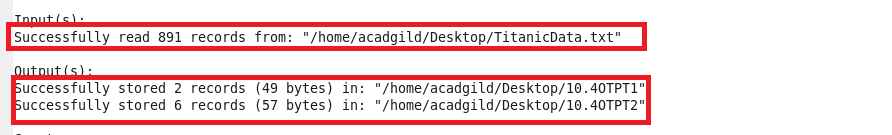 Input(s):
Successfully read 891 records from: "/home/acadgild/Desktop/TitanicData.txt"
Output(s):
Successfully stored 2 records (49 bytes) in: "/home/acadgild/Desktop/10.4OTPT1"
Successfully stored 6 records (57 bytes) in: "/home/acadgild/Desktop/10.4OTPT2"